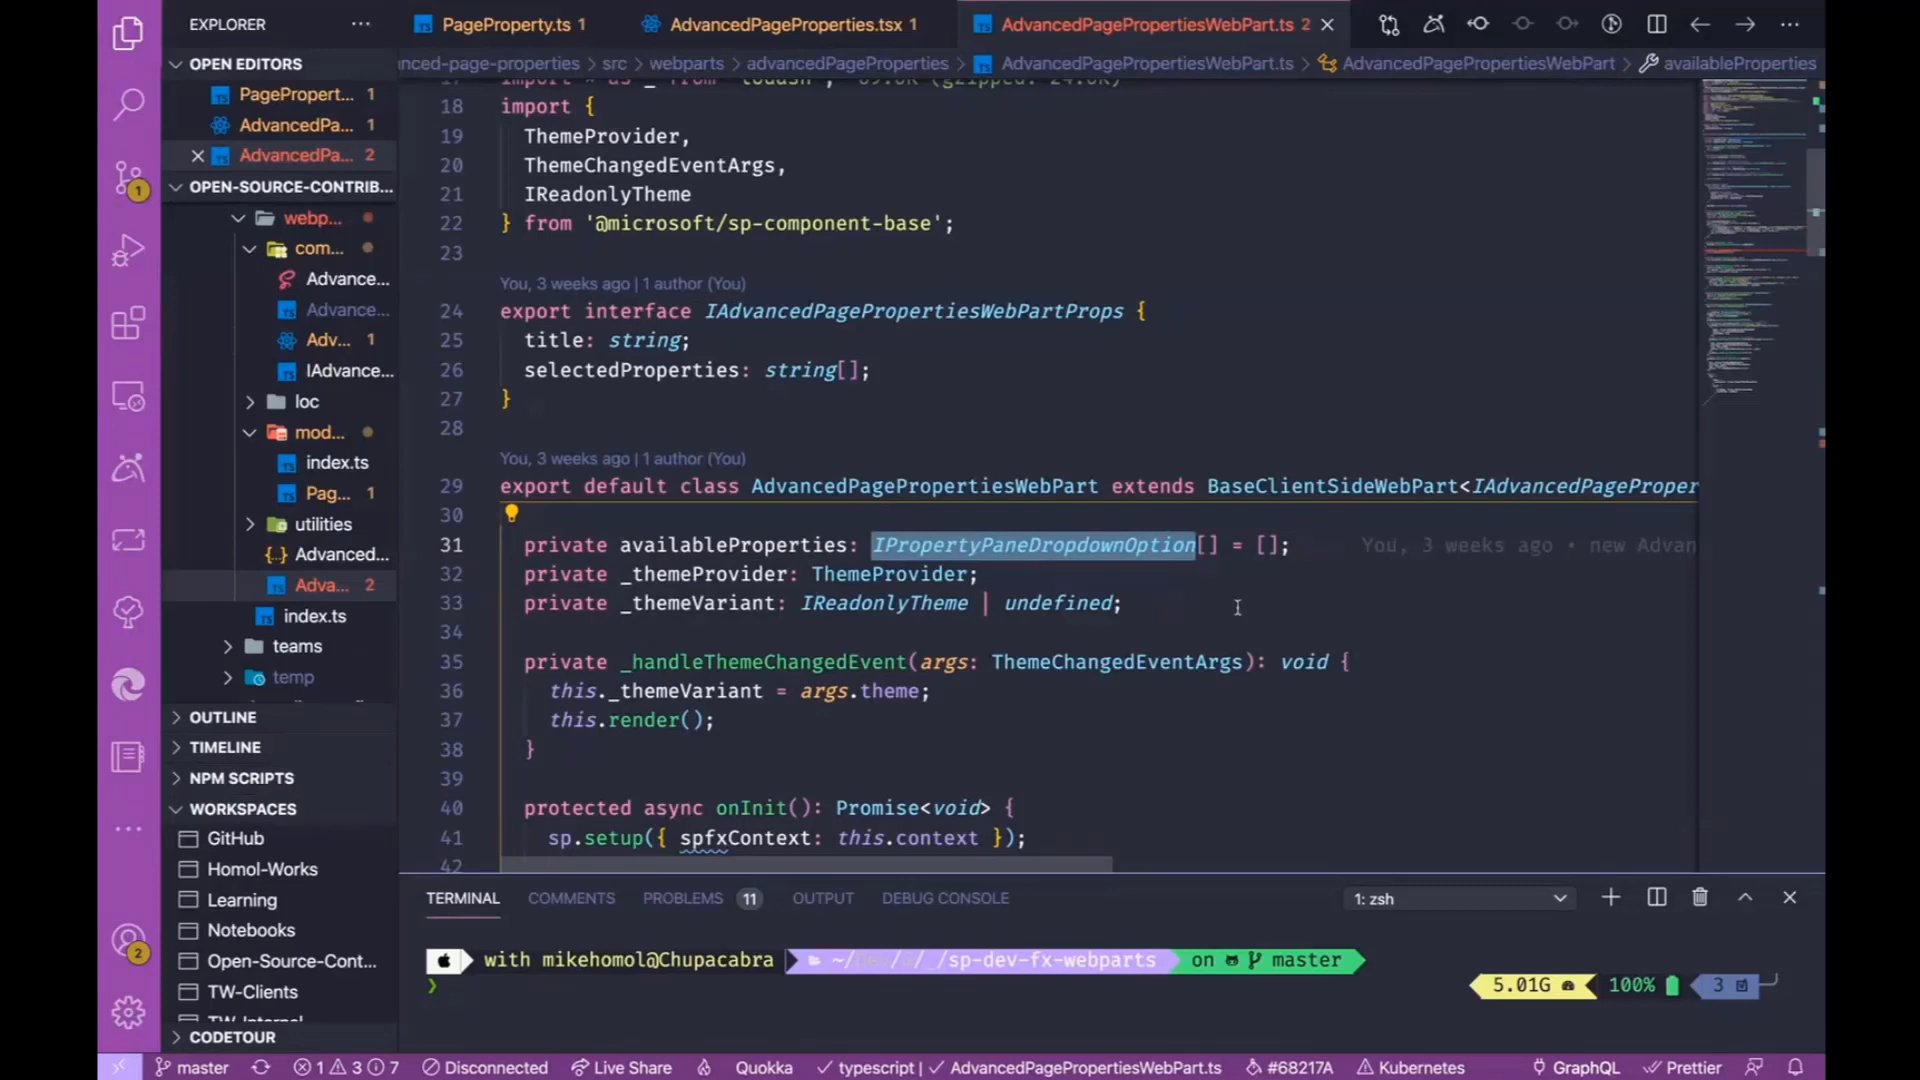 EXPLORER
PageProperty.ts 1
AdvancedPageProperties.tsx 1
AdvancedPagePropertiesWebPart.ts 2
OPEN EDITORS
anced-page-properties > src > webparts > advancedPageProperties > AdvancedPagePropertiesWebPart.ts > AdvancedPagePropertiesWebPart > availableProperties
PagePropert... 1
AdvancedPa... 1
AdvancedPa... 2
OPEN-SOURCE-CONTRIB...
webp...
com...
Advance...
Advance...
Adv... 1
IAdvance...
loc
mod...
index.ts
Pag... 1
utilities
Advanced...
Adva... 2
index.ts
teams
temp
OUTLINE
TIMELINE
NPM SCRIPTS
WORKSPACES
GitHub
Homol-Works
Learning
Notebooks
Open-Source-Cont...
TW-Clients
TW-Internal
CODETOUR
1
2
18 import {
19 ThemeProvider,
20 ThemeChangedEventArgs,
21 IReadonlyTheme
22 } from '@microsoft/sp-component-base';
23
You, 3 weeks ago | 1 author (You)
24 export interface IAdvancedPagePropertiesWebPartProps {
25 title: string;
26 selectedProperties: string[];
27 }
28
You, 3 weeks ago | 1 author (You)
29 export default class AdvancedPagePropertiesWebPart extends BaseClientSideWebPart<IAdvancedPageProper
30
31 private availableProperties: IPropertyPaneDropdownOption[] = []; You, 3 weeks ago • new Advan
32 private _themeProvider: ThemeProvider;
33 private _themeVariant: IReadonlyTheme | undefined;
34
35 private _handleThemeChangedEvent(args: ThemeChangedEventArgs): void {
36 this._themeVariant = args.theme;
37 this.render();
38 }
39
40 protected async onInit(): Promise<void> {
41 sp.setup({ spfxContext: this.context });
42
TERMINAL COMMENTS PROBLEMS 11 OUTPUT DEBUG CONSOLE 1: zsh
with mikehomol@Chupacabra ~/ /_/sp-dev-fx-webparts on master
❯
5.01G 100% 3
master 1 3 7 Disconnected Live Share Quokka typescript | AdvancedPagePropertiesWebPart.ts #68217A Kubernetes GraphQL Prettier